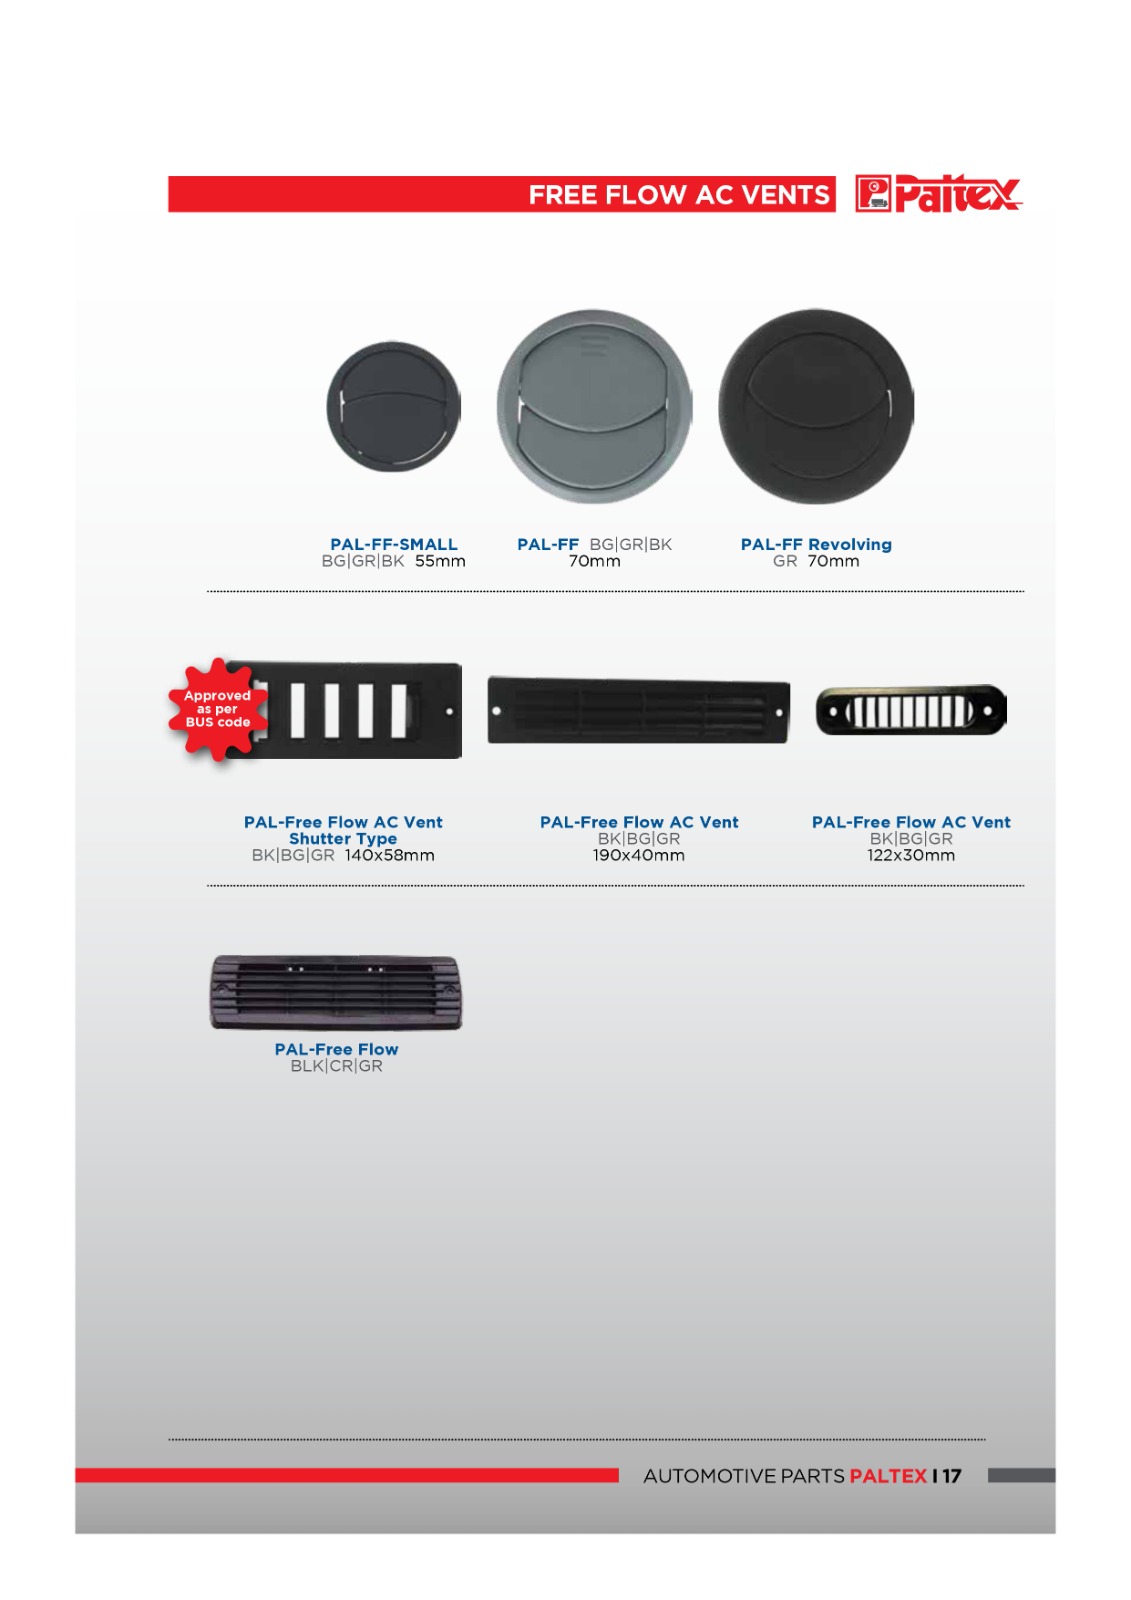 FREE FLOW AC VENTS
P Paltex
PAL-FF-SMALL
BG|GR|BK 55mm
PAL-FF BG|GR|BK
70mm
PAL-FF Revolving
GR 70mm
Approved
as per
BUS code
PAL-Free Flow AC Vent
Shutter Type
BK|BG|GR 140x58mm
PAL-Free Flow AC Vent
BK|BG|GR
190x40mm
PAL-Free Flow AC Vent
BK|BG|GR
122x30mm
PAL-Free Flow
BLK|CR|GR
AUTOMOTIVE PARTS PALTEX I 17